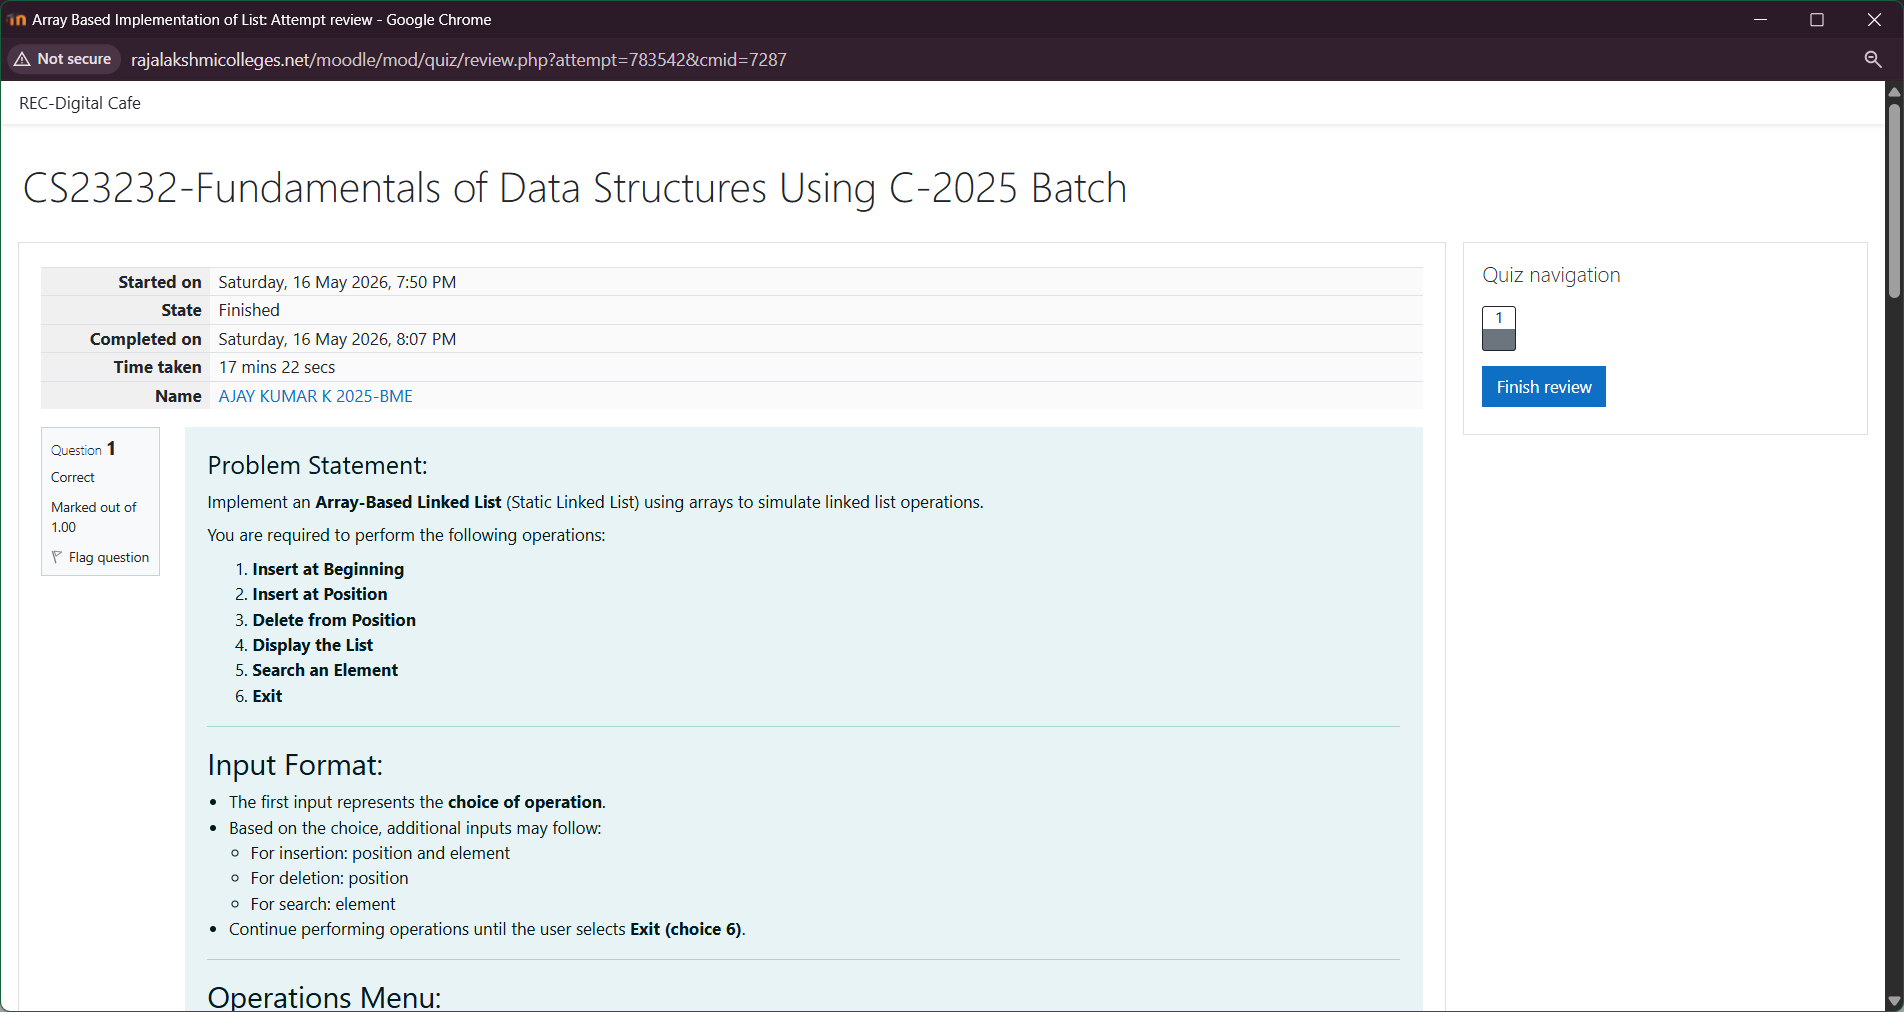 Array Based Implementation of List: Attempt review - Google Chrome
Not secure rajalakshmicolleges.net/moodle/mod/quiz/review.php?attempt=783542&cmid=7287
REC-Digital Cafe
CS23232-Fundamentals of Data Structures Using C-2025 Batch
Started on Saturday, 16 May 2026, 7:50 PM
State Finished
Completed on Saturday, 16 May 2026, 8:07 PM
Time taken 17 mins 22 secs
Name AJAY KUMAR K 2025-BME
Question 1
Correct
Marked out of
1.00
Flag question
Problem Statement:
Implement an Array-Based Linked List (Static Linked List) using arrays to simulate linked list operations.
You are required to perform the following operations:
1. Insert at Beginning
2. Insert at Position
3. Delete from Position
4. Display the List
5. Search an Element
6. Exit
Input Format:
• The first input represents the choice of operation.
• Based on the choice, additional inputs may follow:
◦ For insertion: position and element
◦ For deletion: position
◦ For search: element
• Continue performing operations until the user selects Exit (choice 6).
Operations Menu:
Quiz navigation
1
Finish review